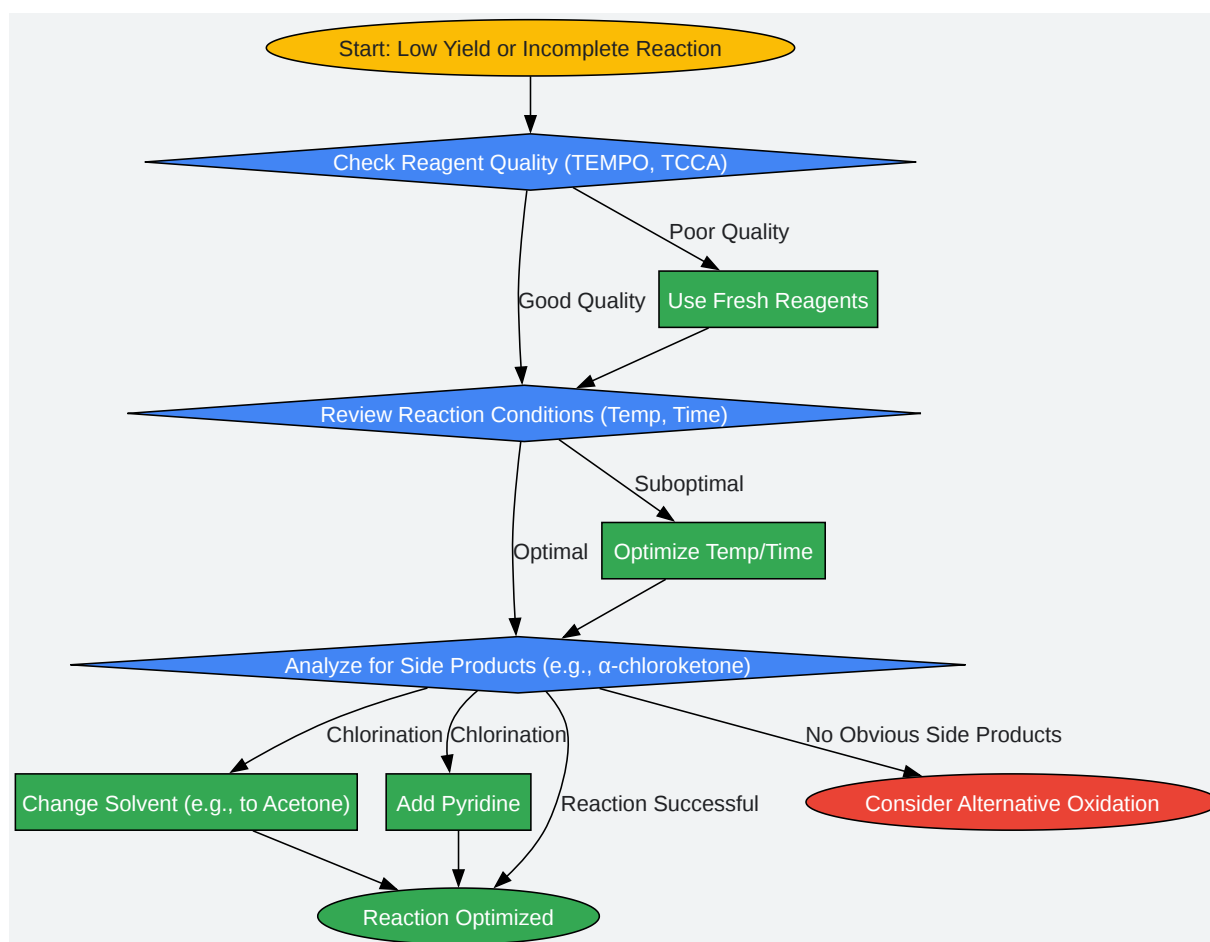 Start: Low Yield or Incomplete Reaction
Check Reagent Quality (TEMPO, TCCA)
Poor Quality
Good Quality
Use Fresh Reagents
Review Reaction Conditions (Temp, Time)
Suboptimal
Optimal
Optimize Temp/Time
Analyze for Side Products (e.g., α-chloroketone)
Chlorination
Chlorination
No Obvious Side Products
Change Solvent (e.g., to Acetone)
Add Pyridine
Reaction Successful
Consider Alternative Oxidation
Reaction Optimized